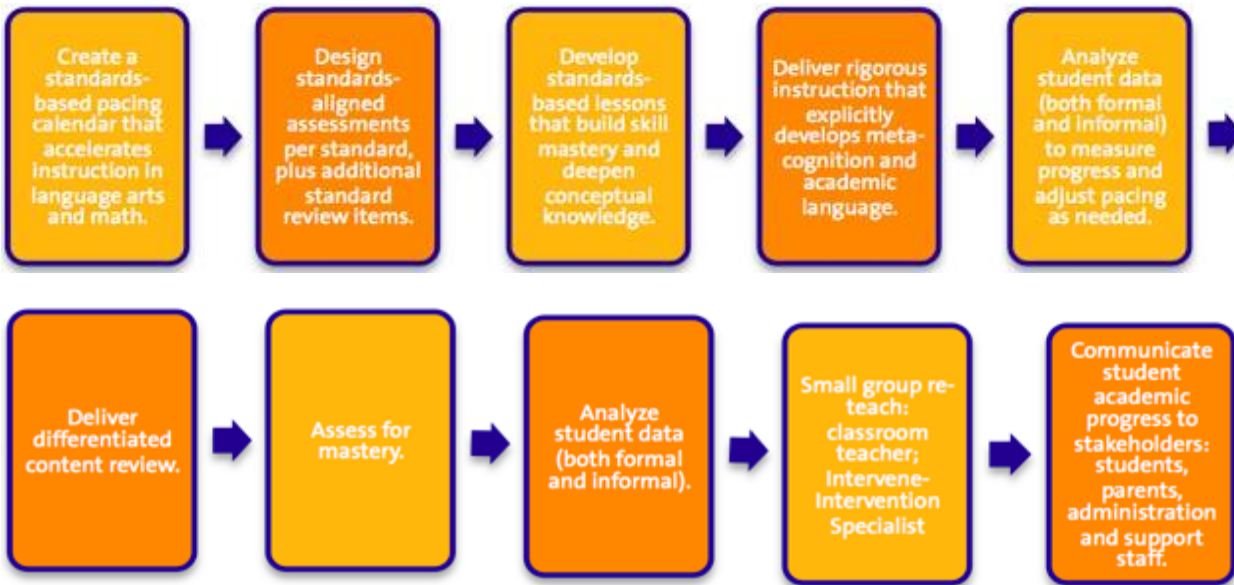 Create a
standards-
based pacing
calendar that
accelerates
instruction in
language arts
and math.
Design
standards-
aligned
assessments
per standard,
plus additional
standard
review items.
Develop
standards-
based lessons
that build skill
mastery and
deepen
conceptual
knowledge.
Deliver rigorous
instruction that
explicitly
develops meta-
cognition and
academic
language.
Analyze
student data
(both formal
and informal)
to measure
progress and
adjust pacing
as needed.
Deliver
differentiated
content review.
Assess for
mastery.
Analyze
student data
(both formal
and informal).
Small group re-
teach:
classroom
teacher;
Intervene-
Intervention
Specialist
Communicate
student
academic
progress to
stakeholders:
students,
parents,
administration
and support
staff.